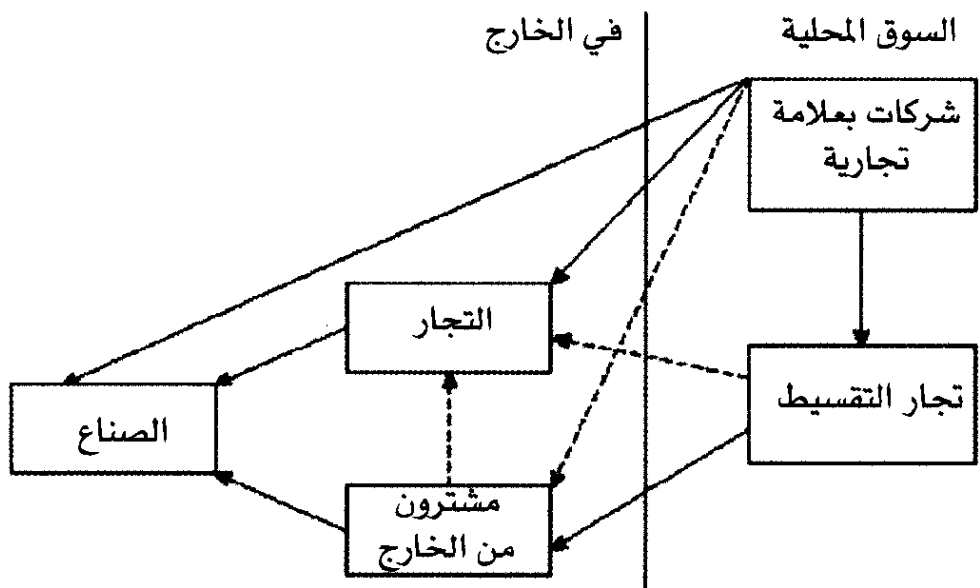 السوق المحلية
في الخارج
شركات بعلامة
تجارية
التجار
تجار التقسيط
الصناع
مشترون
من الخارج